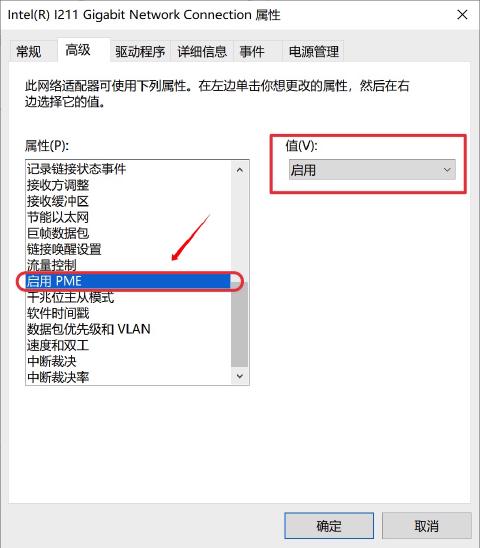 Intel(R) I211 Gigabit Network Connection 属性
常规
高级
驱动程序
详细信息
事件
电源管理
此网络适配器可使用下列属性。在左边单击你想更改的属性，然后在右
边选择它的值。
属性(P):
值(V):
记录链接状态事件
接收方调整
接收缓冲区
节能以太网
巨帧数据包
链接唤醒设置
流量控制
启用 PME
千兆位主从模式
软件时间戳
数据包优先级和 VLAN
速度和双工
中断裁决
中断裁决率
启用
确定
取消